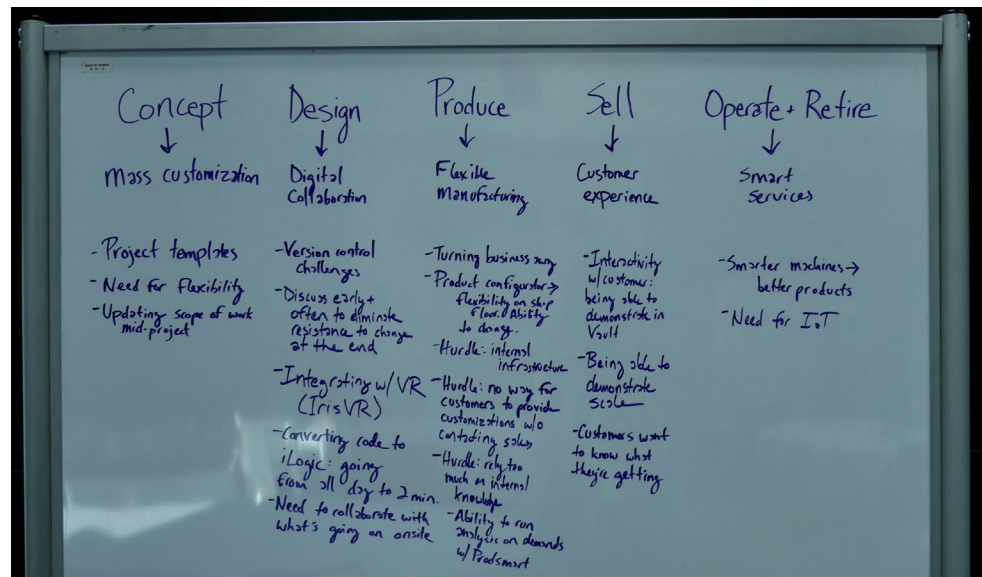 Concept
↓
Mass customization
- Project templates
- Need for flexibility
- Updating scope of work
mid-project
Design
↓
Digital
Collaboration
- Version control
challenges
- Discuss early +
often to eliminate
resistance to change
at the end
- Integrating w/ VR
(IrisVR)
- Converting code to
iLogic: going
from all day to 2 min.
- Need to collaborate with
what's going on onsite
Produce
↓
Flexible
Manufacturing
- Turning business away
- Product configurator →
flexibility on shop
floor. Ability
to change.
- Hurdle: internal
infrastructure
- Hurdle: no way for
customers to provide
customizations w/o
contacting sales
- Hurdle: rely too
much on internal
knowledge
- Ability to run
analysis on demands
w/ Prodsmart
Sell
↓
Customer
experience
- Interactivity
w/customer:
being able to
demonstrate in
Vault
- Being able to
demonstrate
scale
- Customers want
to know what
they're getting
Operate + Retire
↓
Smart
Services
- Smarter machines →
better products
- Need for IoT